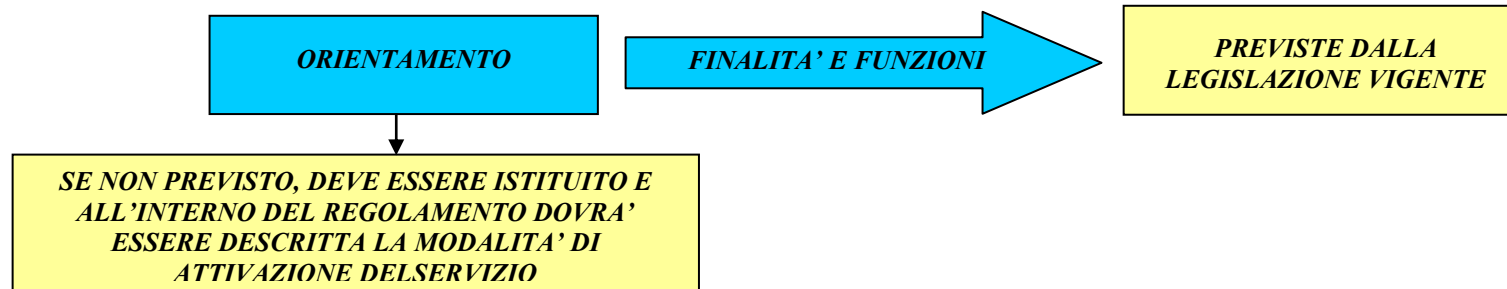 ORIENTAMENTO
FINALITA’ E FUNZIONI
PREVISTE DALLA
LEGISLAZIONE VIGENTE
SE NON PREVISTO, DEVE ESSERE ISTITUITO E
ALL’INTERNO DEL REGOLAMENTO DOVRA’
ESSERE DESCRITTA LA MODALITA’ DI
ATTIVAZIONE DELSERVIZIO